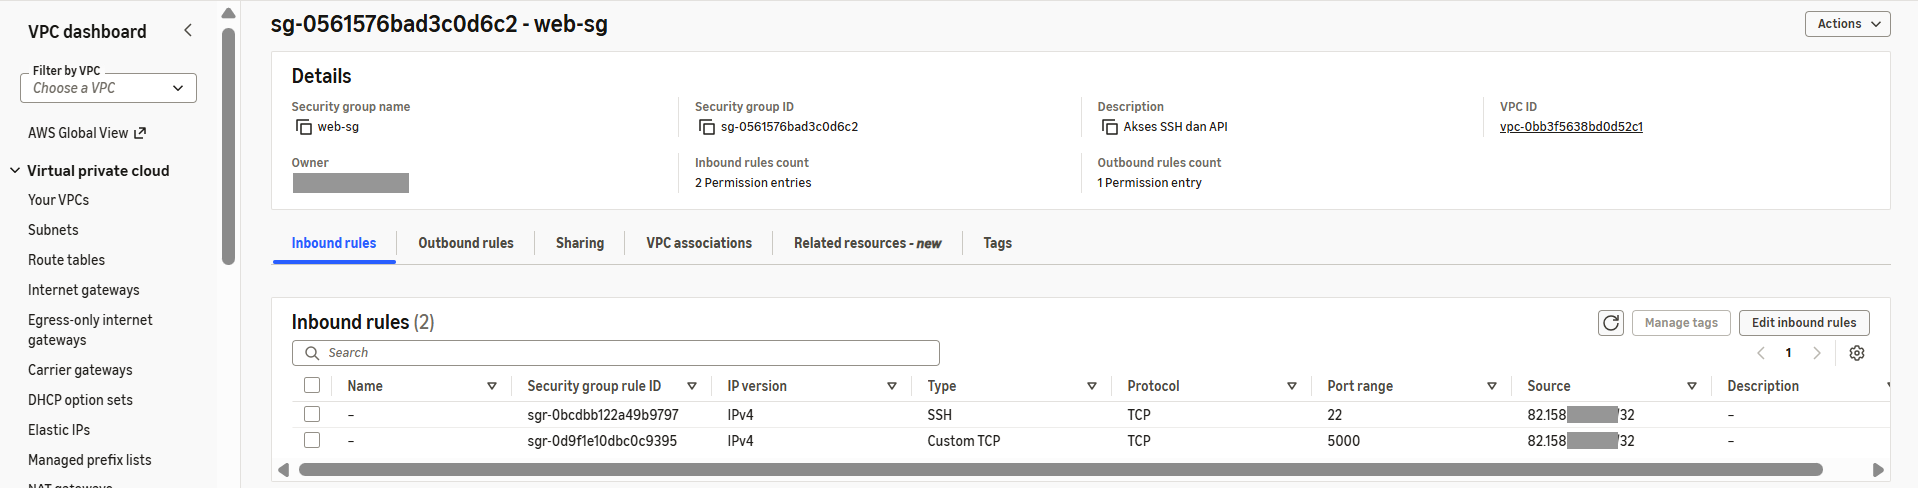 VPC dashboard
Filter by VPC
Choose a VPC
AWS Global View
Virtual private cloud
Your VPCs
Subnets
Route tables
Internet gateways
Egress-only internet
gateways
Carrier gateways
DHCP option sets
Elastic IPs
Managed prefix lists
NAT gateways
sg-0561576bad3c0d6c2 - web-sg
Actions
Details
Security group name
web-sg
Security group ID
sg-0561576bad3c0d6c2
Description
Akses SSH dan API
VPC ID
vpc-0bb3f5638bd0d52c1
Owner
Inbound rules count
2 Permission entries
Outbound rules count
1 Permission entry
Inbound rules Outbound rules Sharing VPC associations Related resources - new Tags
Inbound rules (2)
Manage tags
Edit inbound rules
Search
1
Name Security group rule ID IP version Type Protocol Port range Source Description
– sgr-0bcdbb122a49b9797 IPv4 SSH TCP 22 82.158 /32 –
– sgr-0d9f1e10dbc0c9395 IPv4 Custom TCP TCP 5000 82.158 /32 –